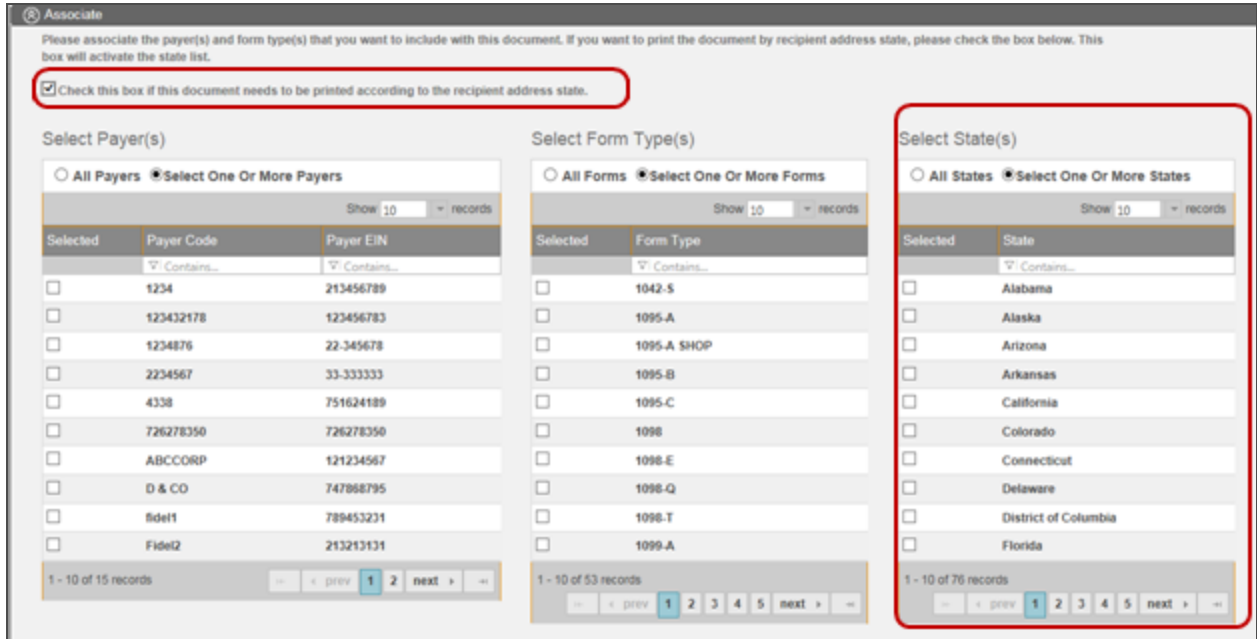 Associate
Please associate the payer(s) and form type(s) that you want to include with this document. If you want to print the document by recipient address state, please check the box below. This
box will activate the state list.
Check this box if this document needs to be printed according to the recipient address state.
Select Payer(s)
All Payers Select One Or More Payers
Show 10 records
Selected Payer Code Payer EIN
Contains... Contains...
1234 213456789
123432178 123456783
1234876 22-345678
2234567 33-333333
4338 751624189
726278350 726278350
ABCCORP 121234567
D & CO 747868795
fidel1 789453231
Fidel2 213213131
1 - 10 of 15 records
prev 1 2 next
Select Form Type(s)
All Forms Select One Or More Forms
Show 10 records
Selected Form Type
Contains...
1042-S
1095-A
1095-A SHOP
1095-B
1095-C
1098
1098-E
1098-Q
1098-T
1099-A
1 - 10 of 53 records
prev 1 2 3 4 5 next
Select State(s)
All States Select One Or More States
Show 10 records
Selected State
Contains...
Alabama
Alaska
Arizona
Arkansas
California
Colorado
Connecticut
Delaware
District of Columbia
Florida
1 - 10 of 76 records
prev 1 2 3 4 5 next